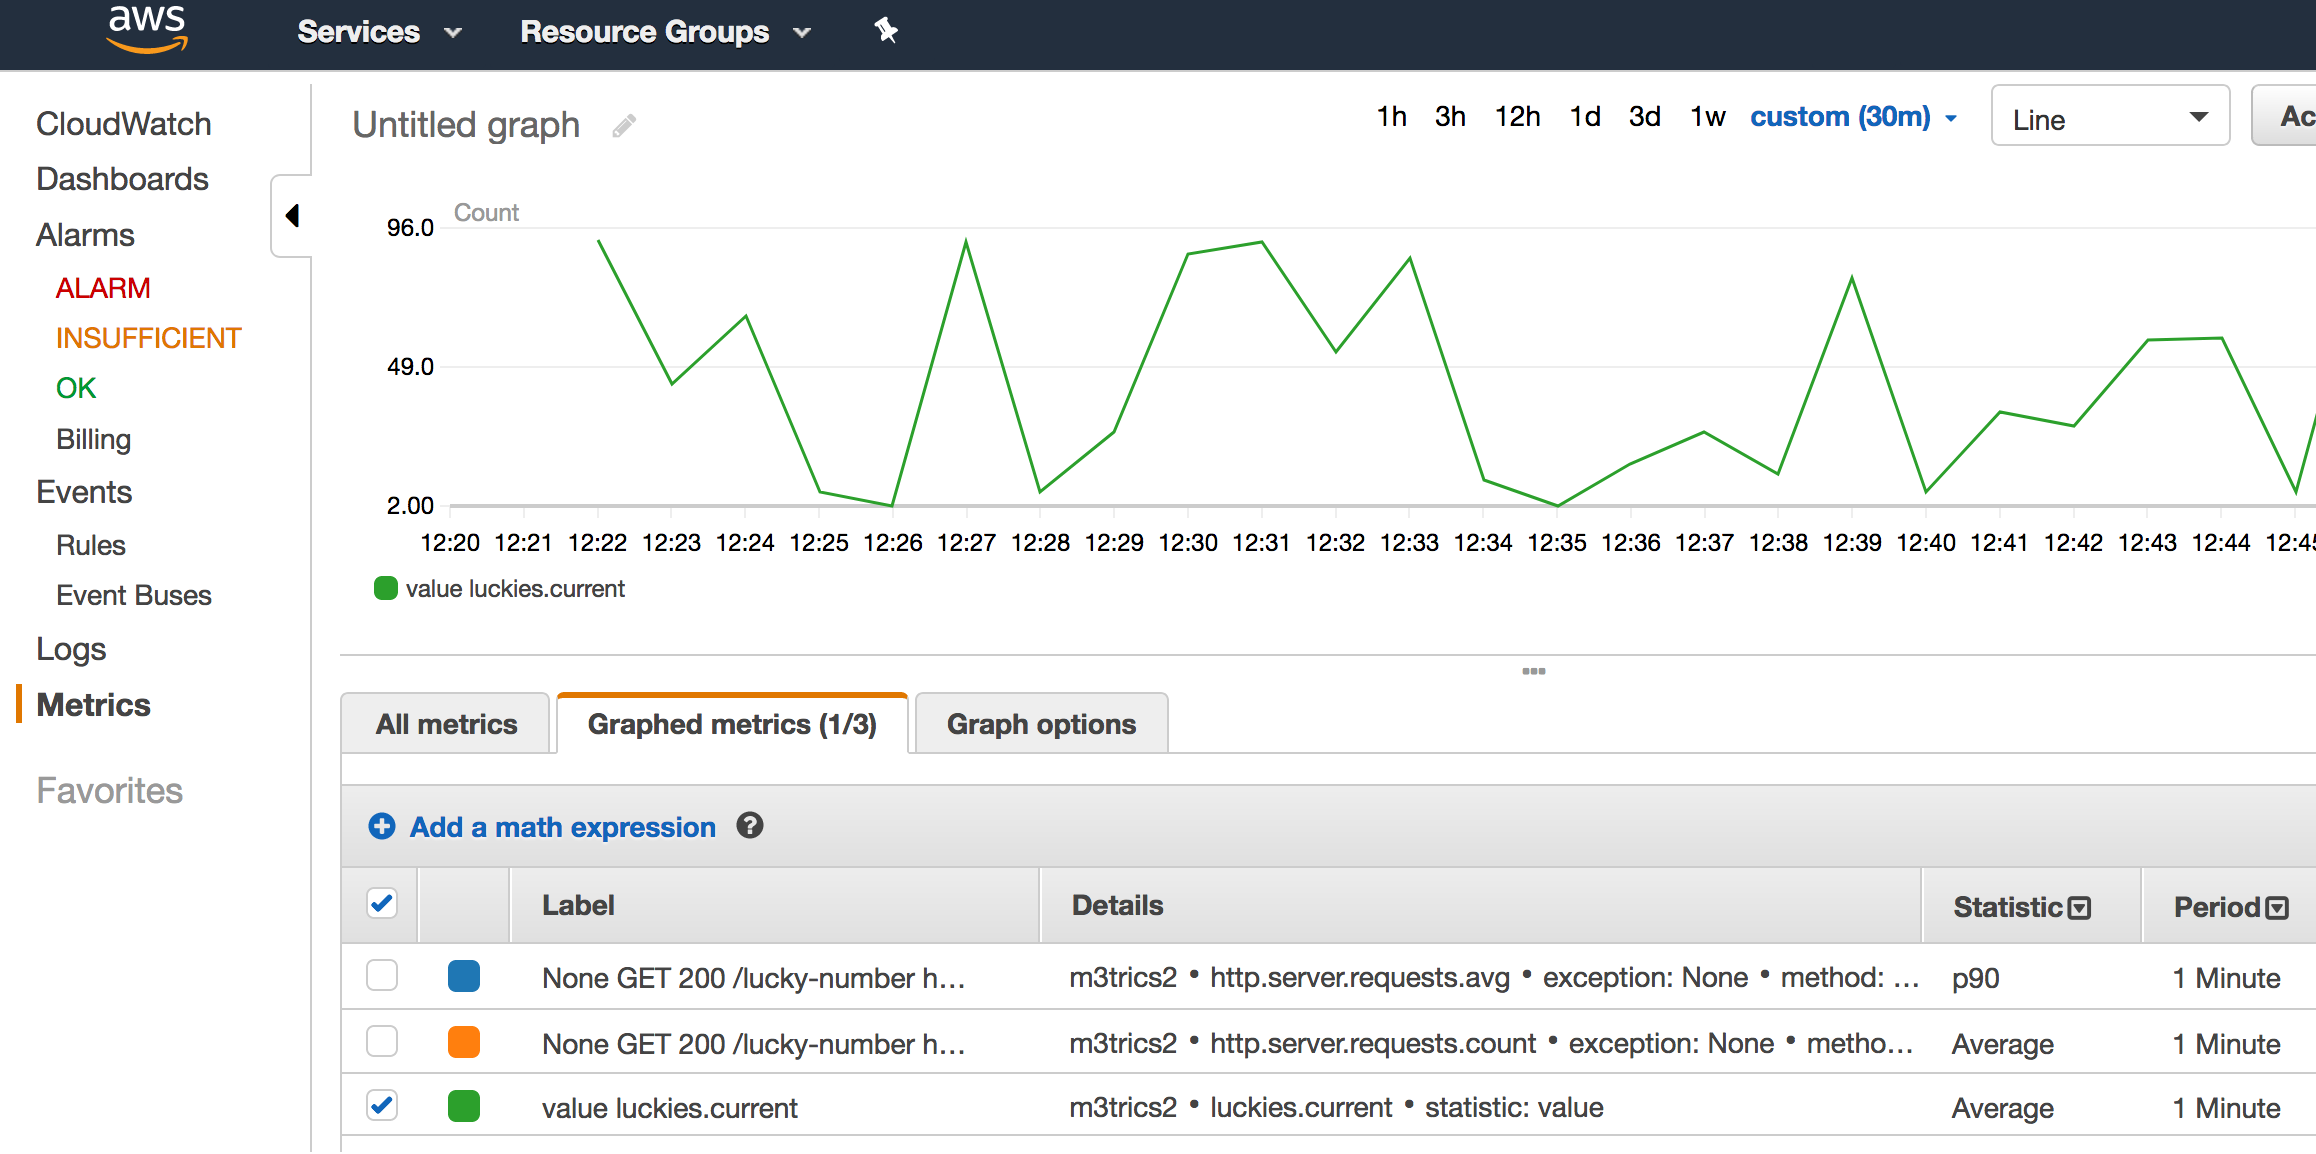 aws Services Resource Groups
CloudWatch
Dashboards
Alarms
ALARM
INSUFFICIENT
OK
Billing
Events
Rules
Event Buses
Logs
Metrics
Favorites
Untitled graph
1h 3h 12h 1d 3d 1w custom (30m) Line Ac
Count
96.0
49.0
2.00
12:20 12:21 12:22 12:23 12:24 12:25 12:26 12:27 12:28 12:29 12:30 12:31 12:32 12:33 12:34 12:35 12:36 12:37 12:38 12:39 12:40 12:41 12:42 12:43 12:44 12:45
value luckies.current
All metrics Graphed metrics (1/3) Graph options
Add a math expression ?
Label Details Statistic Period
None GET 200 /lucky-number h... m3trics2 • http.server.requests.avg • exception: None • method: ... p90 1 Minute
None GET 200 /lucky-number h... m3trics2 • http.server.requests.count • exception: None • metho... Average 1 Minute
value luckies.current m3trics2 • luckies.current • statistic: value Average 1 Minute